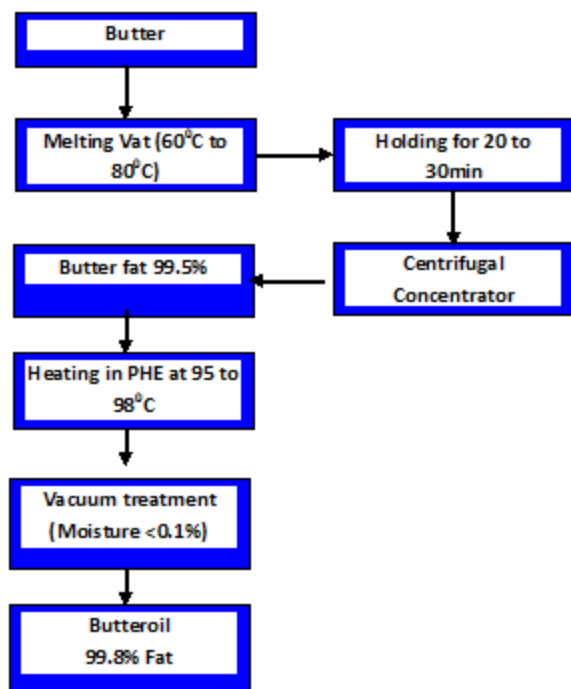 Butter
Melting Vat (60⁰C to
80⁰C)
Holding for 20 to
30min
Centrifugal
Concentrator
Butter fat 99.5%
Heating in PHE at 95 to
98⁰C
Vacuum treatment
(Moisture <0.1%)
Butteroil
99.8% Fat